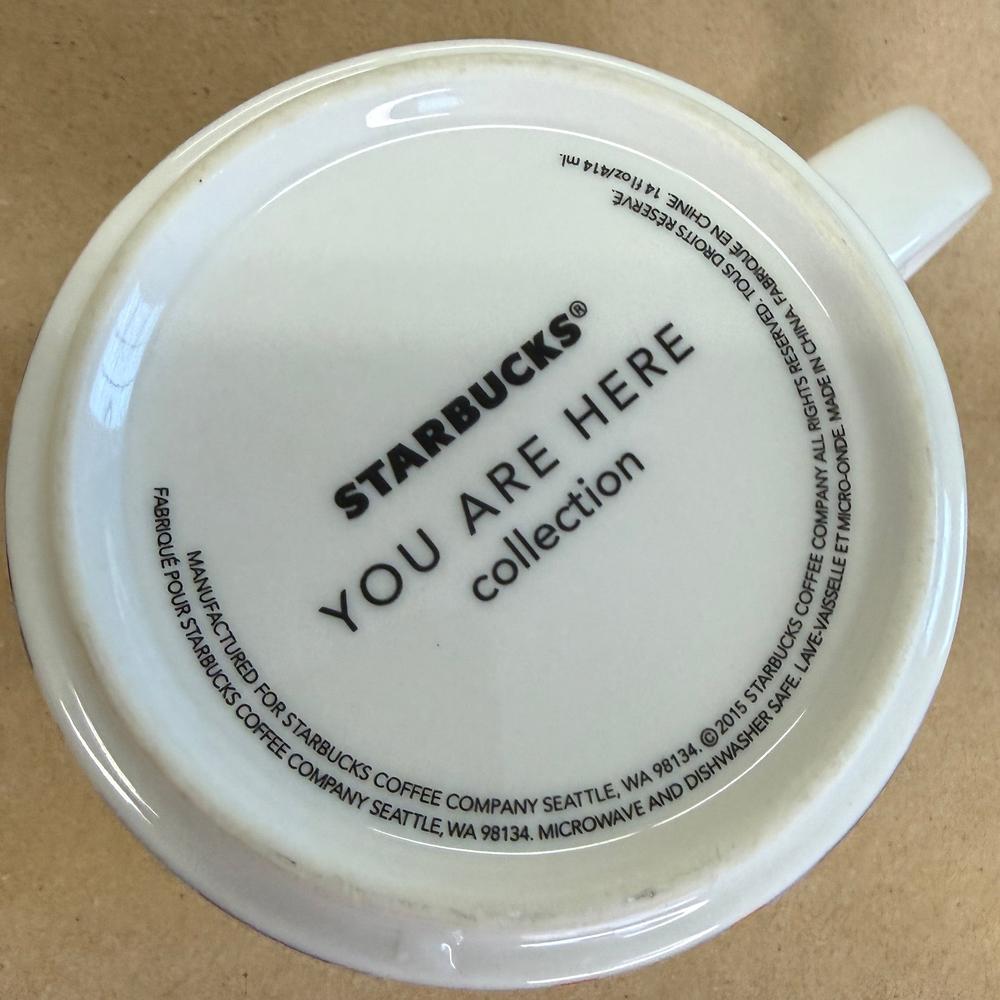 STARBUCKS®
YOU ARE HERE
collection
MANUFACTURED FOR STARBUCKS COFFEE COMPANY SEATTLE, WA 98134. ©2015 STARBUCKS COFFEE COMPANY ALL RIGHTS RESERVED. TOUS DROITS RÉSERVÉ.
FABRIQUÉ POUR STARBUCKS COFFEE COMPANY SEATTLE, WA 98134. MICROWAVE AND DISHWASHER SAFE. LAVE-VAISSELLE ET MICRO-ONDE. MADE IN CHINA. FABRIQUÉ EN CHINE. 14 fl oz/414 ml.